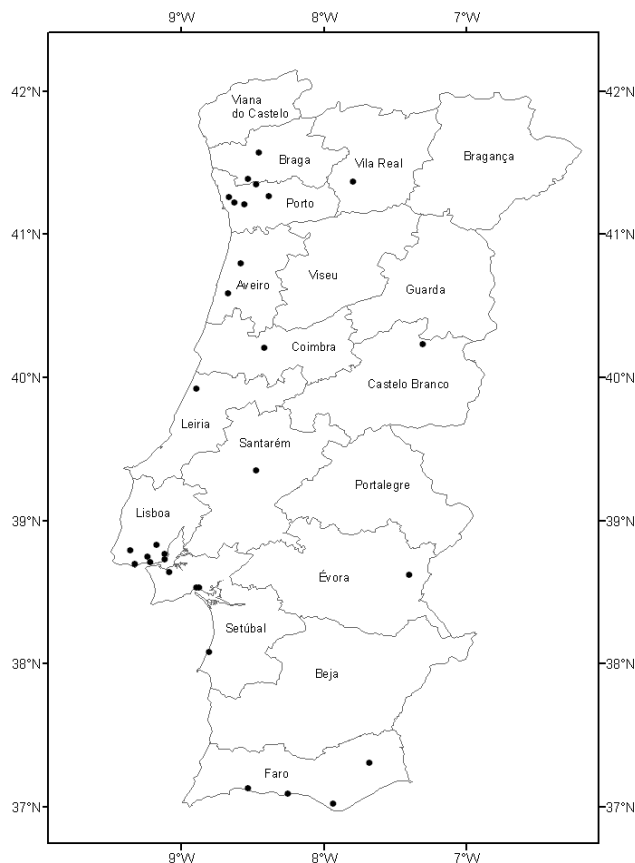 9°W 8°W 7°W
42°N 42°N
Viana
do Castelo
Braga
Vila Real
Bragança
Porto
41°N 41°N
Aveiro
Viseu
Guarda
Coimbra
40°N 40°N
Castelo Branco
Leiria
Santarém
Portalegre
Lisboa
39°N 39°N
Évora
Setúbal
38°N 38°N
Beja
Faro
37°N 37°N
9°W 8°W 7°W